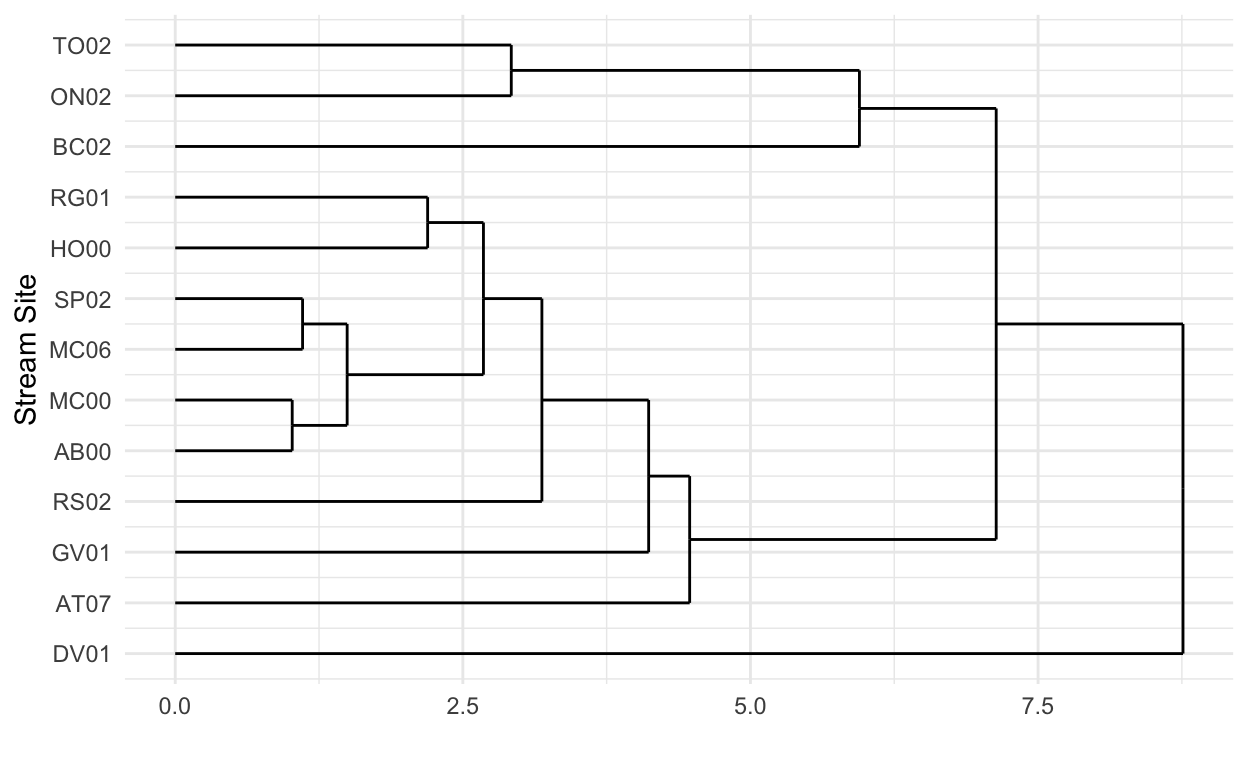 TO02
ON02
BC02
RG01
HO00
SP02
MC06
MC00
AB00
RS02
GV01
AT07
DV01
Stream Site
0.0 2.5 5.0 7.5